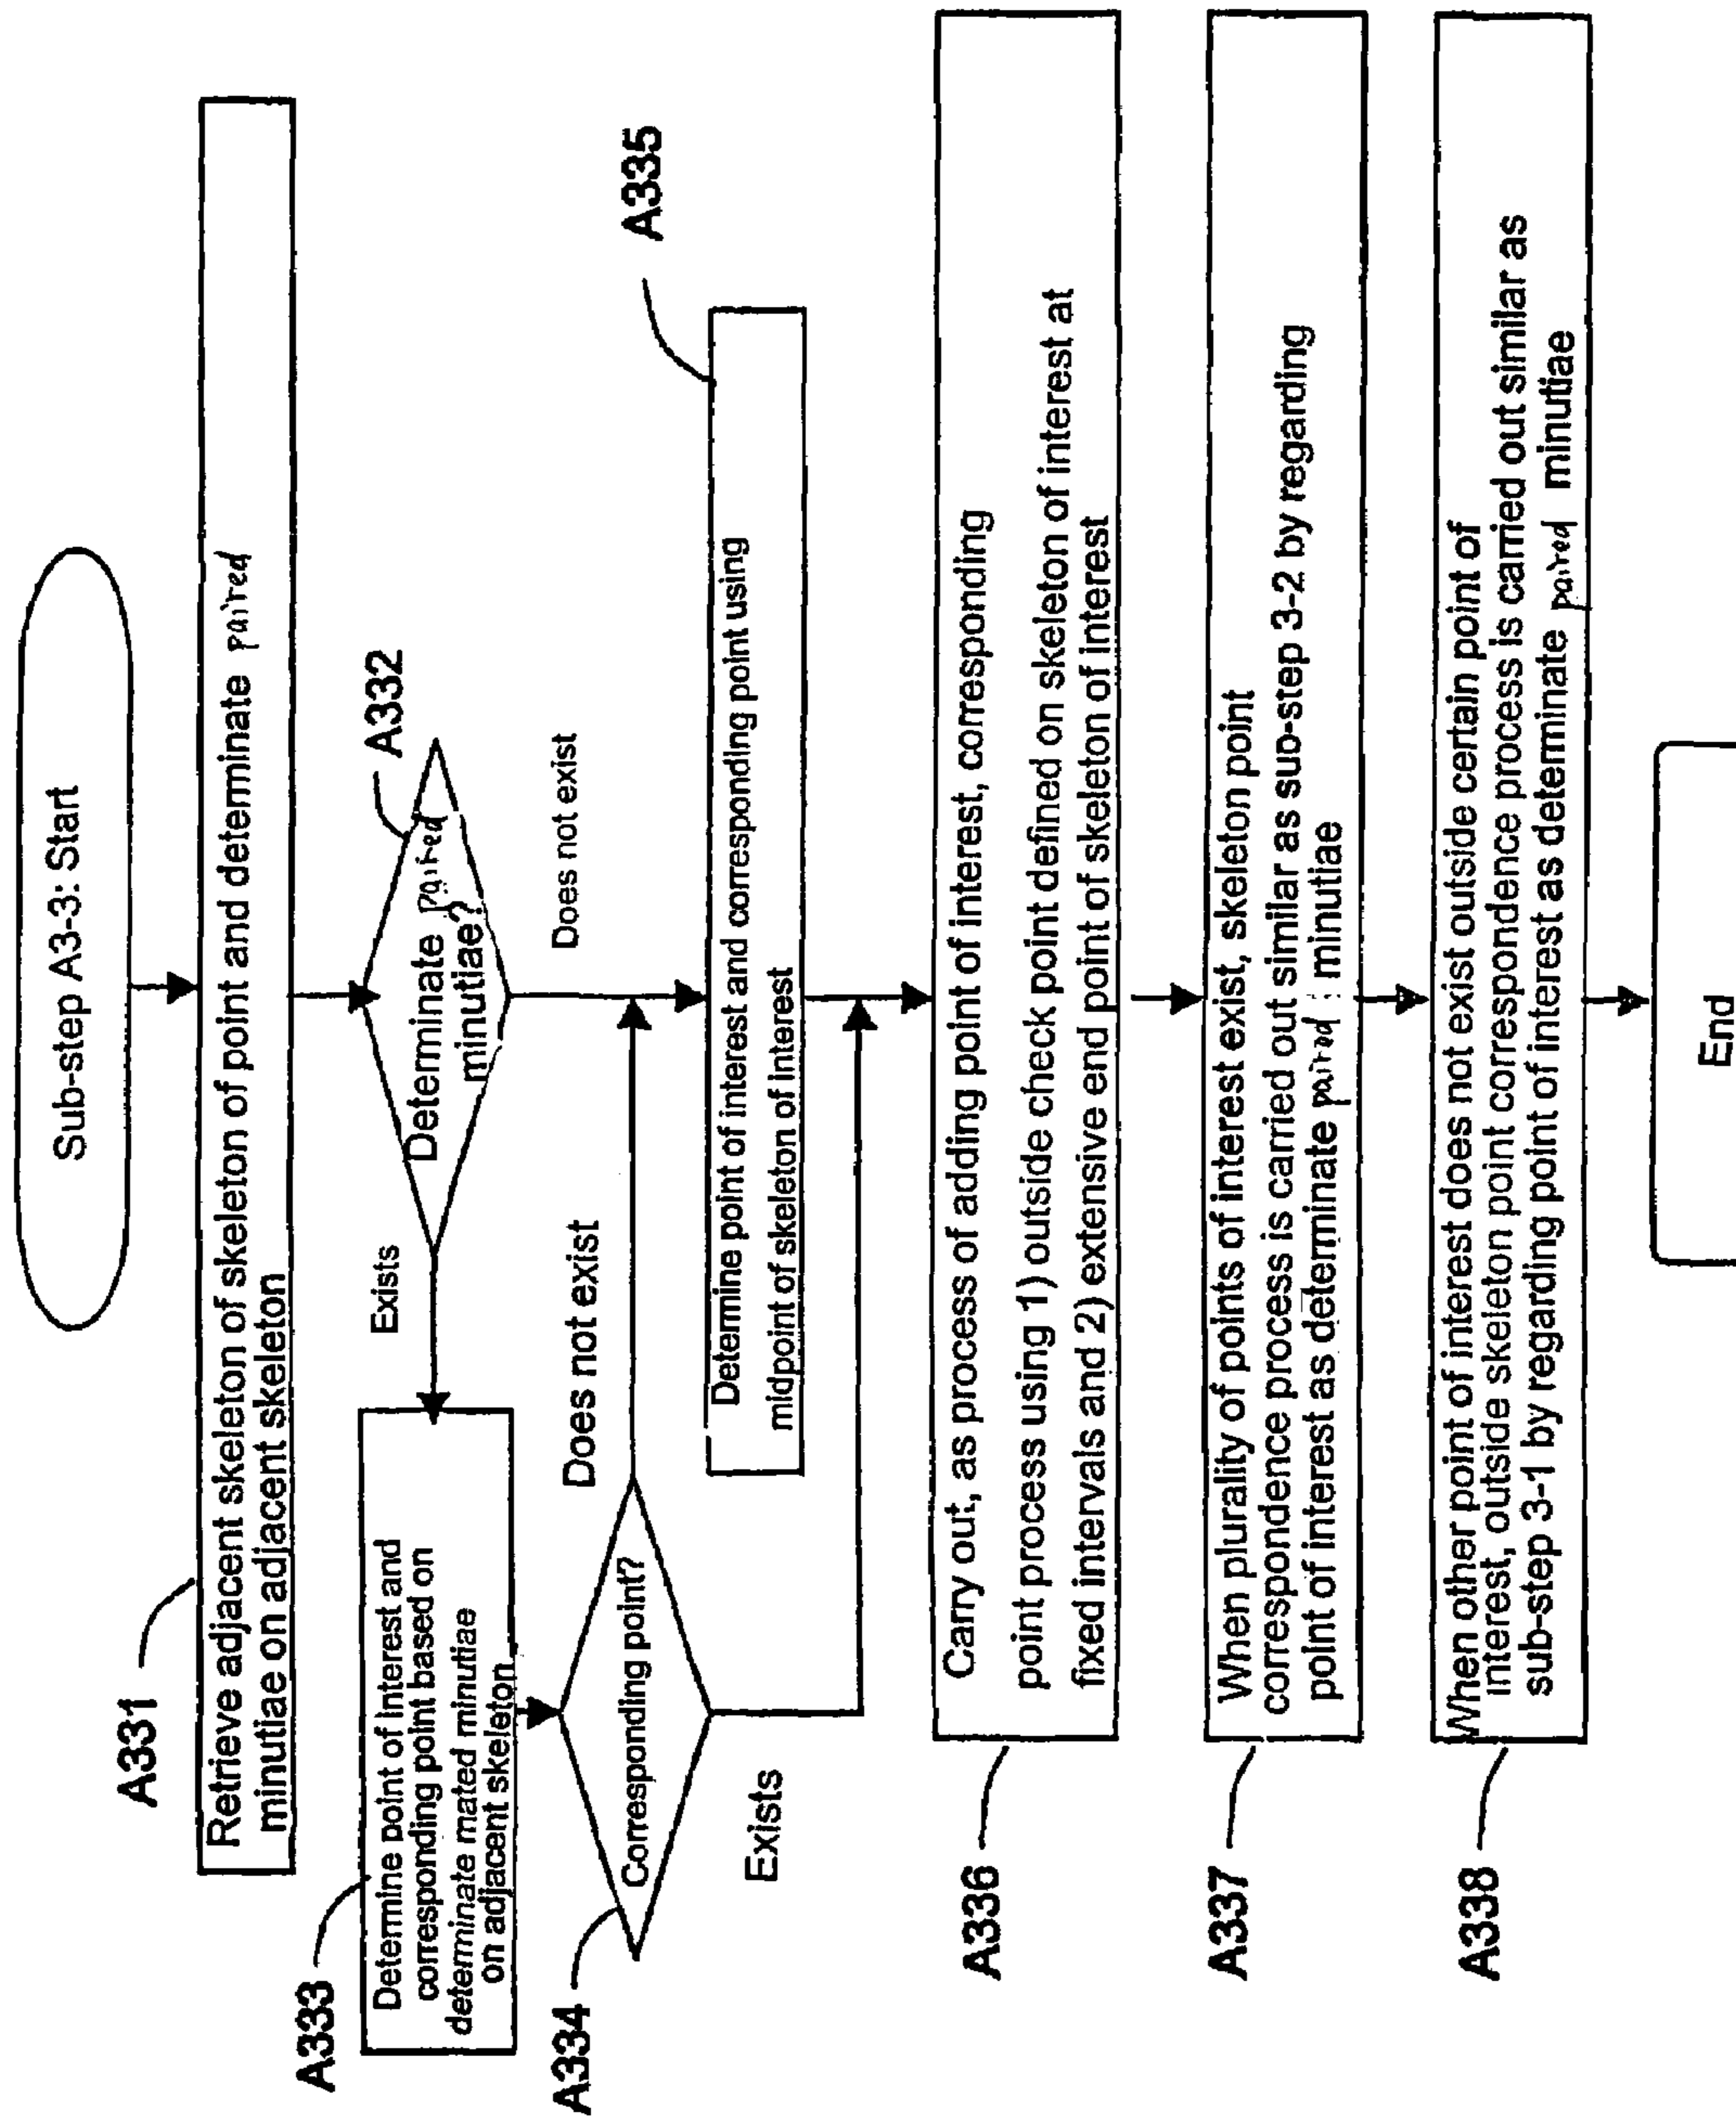 Sub-step A3-3: Start
A331
Retrieve adjacent skeleton of skeleton of point and determinate paired
minutiae on adjacent skeleton
A332
Determinate paired
minutiae?
Exists
Does not exist
A333
Determine point of interest and
corresponding point based on
determinate mated minutiae
on adjacent skeleton
A334
Corresponding point?
Does not exist
Exists
A335
Determine point of interest and corresponding point using
midpoint of skeleton of interest
A336
Carry out, as process of adding point of interest, corresponding
point process using 1) outside check point defined on skeleton of interest at
fixed intervals and 2) extensive end point of skeleton of interest
A337
When plurality of points of interest exist, skeleton point
correspondence process is carried out similar as sub-step 3-2 by regarding
point of interest as determinate paired minutiae
A338
When other point of interest does not exist outside certain point of
interest, outside skeleton point correspondence process is carried out similar as
sub-step 3-1 by regarding point of interest as determinate paired minutiae
End